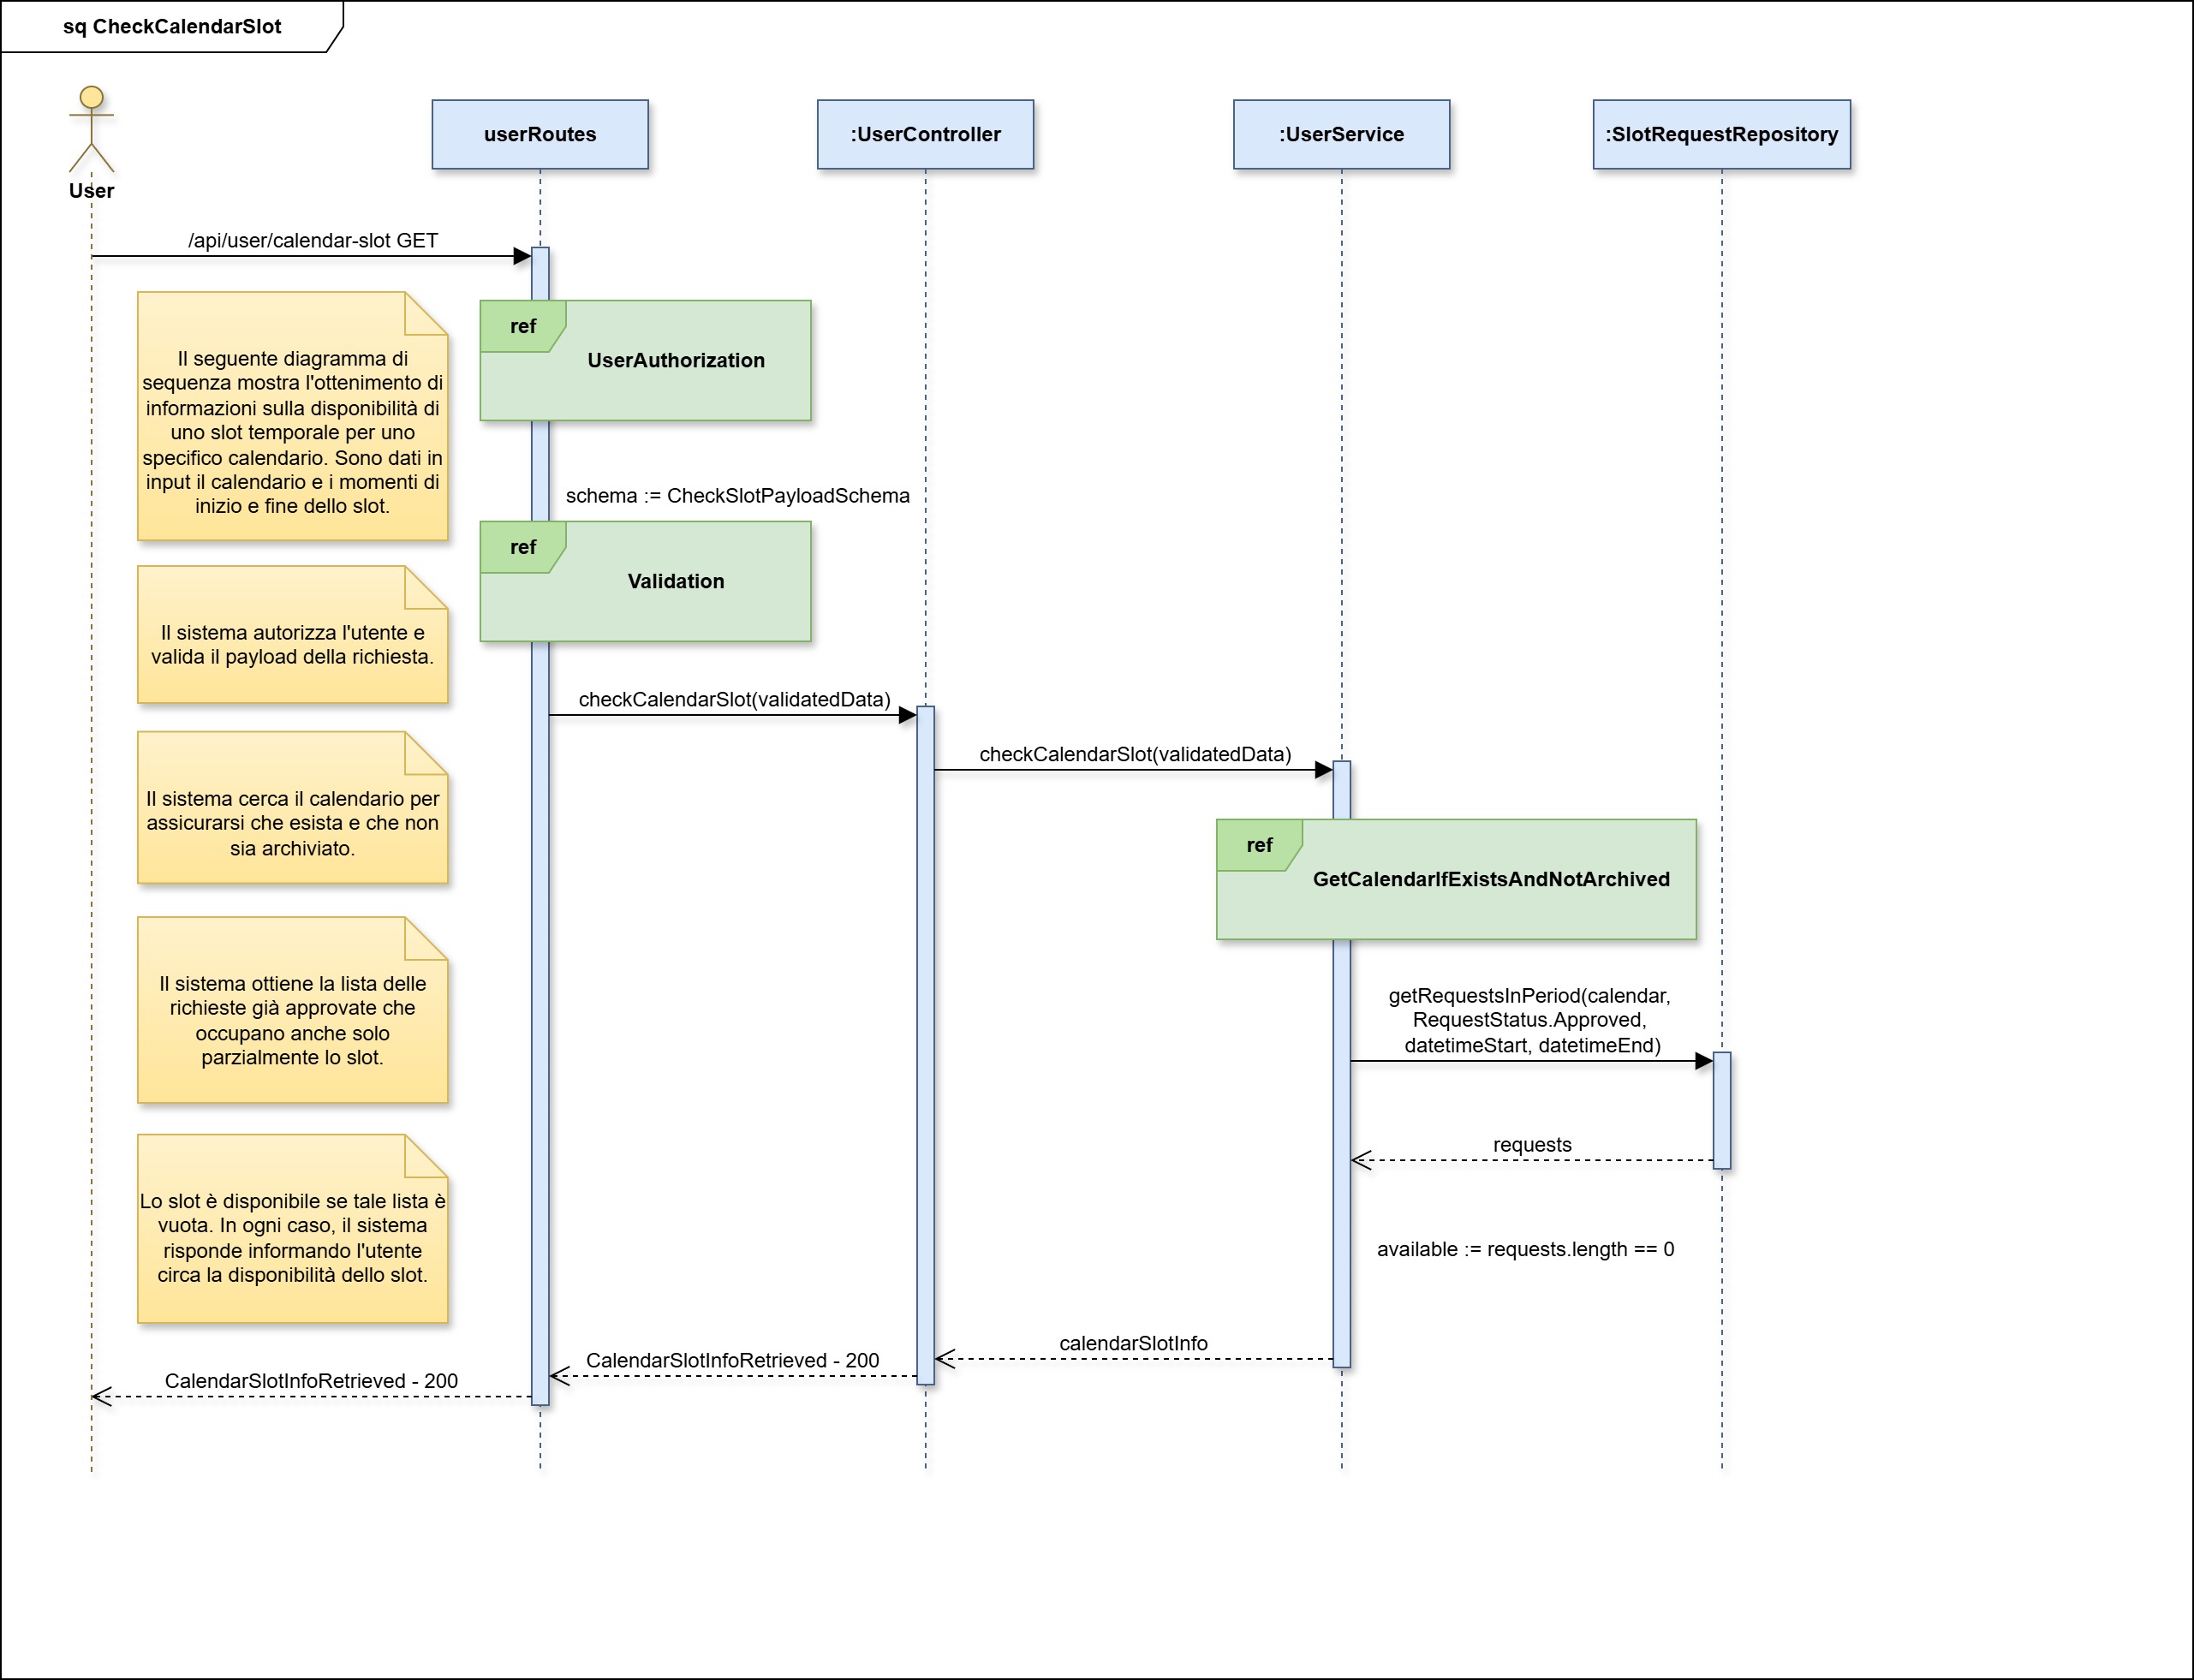 sq CheckCalendarSlot
User
userRoutes
:UserController
:UserService
:SlotRequestRepository
/api/user/calendar-slot GET
Il seguente diagramma di
sequenza mostra l'ottenimento di
informazioni sulla disponibilità di
uno slot temporale per uno
specifico calendario. Sono dati in
input il calendario e i momenti di
inizio e fine dello slot.
ref
UserAuthorization
schema := CheckSlotPayloadSchema
ref
Validation
Il sistema autorizza l'utente e
valida il payload della richiesta.
checkCalendarSlot(validatedData)
checkCalendarSlot(validatedData)
Il sistema cerca il calendario per
assicurarsi che esista e che non
sia archiviato.
ref
GetCalendarIfExistsAndNotArchived
Il sistema ottiene la lista delle
richieste già approvate che
occupano anche solo
parzialmente lo slot.
getRequestsInPeriod(calendar,
RequestStatus.Approved,
datetimeStart, datetimeEnd)
requests
Lo slot è disponibile se tale lista è
vuota. In ogni caso, il sistema
risponde informando l'utente
circa la disponibilità dello slot.
available := requests.length == 0
calendarSlotInfo
CalendarSlotInfoRetrieved - 200
CalendarSlotInfoRetrieved - 200